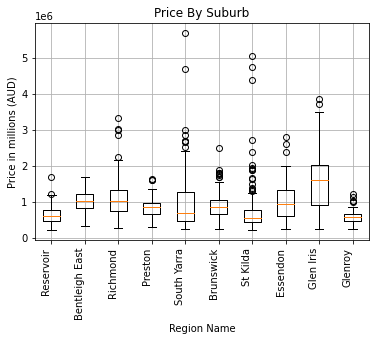 Price By Suburb
1e6
Price in millions (AUD)
5
4
3
2
1
0
Reservoir
Bentleigh East
Richmond
Preston
South Yarra
Brunswick
St Kilda
Essendon
Glen Iris
Glenroy
Region Name